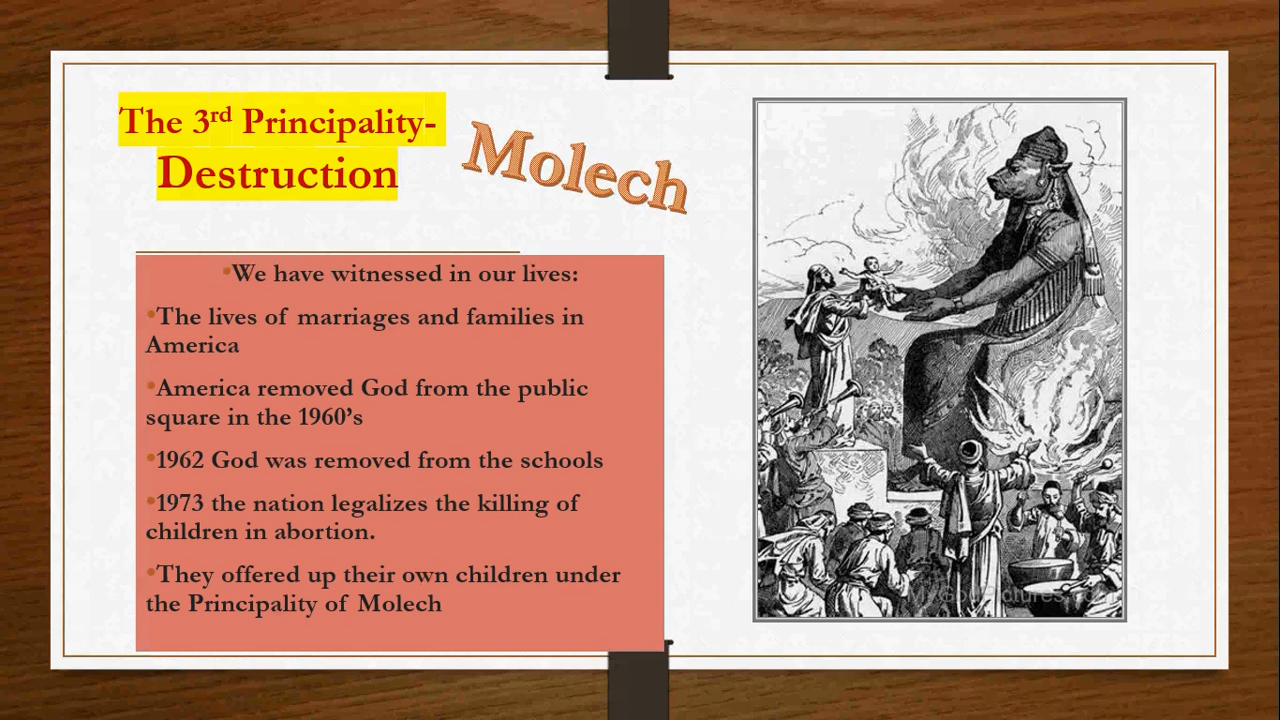 The 3rd Principality-
Destruction
Molech
•We have witnessed in our lives:
•The lives of marriages and families in
America
•America removed God from the public
square in the 1960’s
•1962 God was removed from the schools
•1973 the nation legalizes the killing of
children in abortion.
•They offered up their own children under
the Principality of Molech